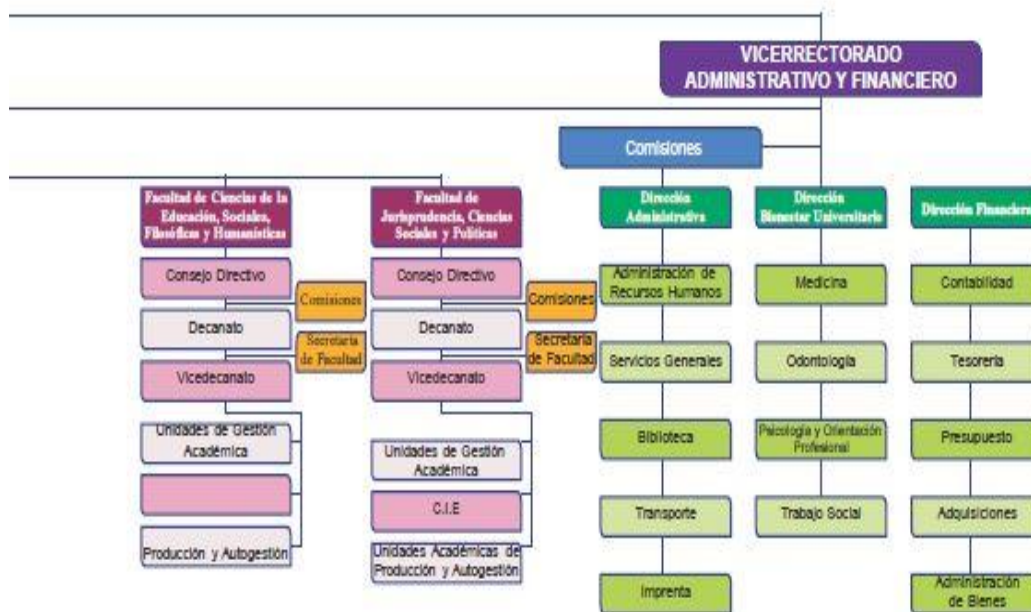 VICERRECTORADO
ADMINISTRATIVO Y FINANCIERO
Comisiones
Facultad de Ciencias de la
Educación, Sociales,
Filosóficas y Humanísticas
Consejo Directivo
Comisiones
Decanato
Secretaría
de Facultad
Vicedecanato
Unidades de Gestión
Académica
Producción y Autogestión
Facultad de
Jurisprudencia, Ciencias
Sociales y Políticas
Consejo Directivo
Comisiones
Decanato
Secretaría
de Facultad
Vicedecanato
Unidades de Gestión
Académica
C.I.E
Unidades Académicas de
Producción y Autogestión
Dirección
Administrativa
Administración de
Recursos Humanos
Servicios Generales
Biblioteca
Transporte
Imprenta
Dirección
Bienestar Universitario
Medicina
Odontología
Psicología y Orientación
Profesional
Trabajo Social
Dirección Financiera
Contabilidad
Tesorería
Presupuesto
Adquisiciones
Administración
de Bienes